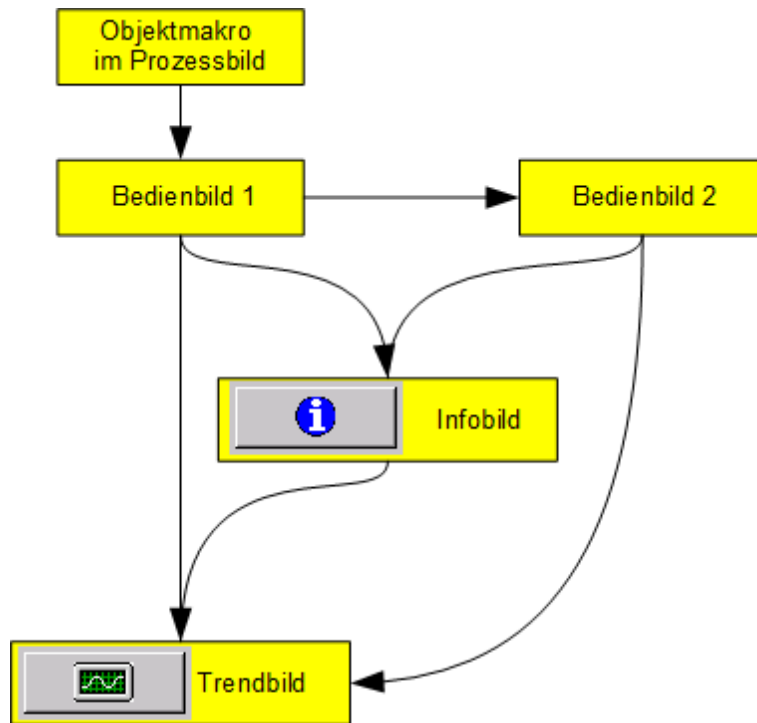 Objektmakro
im Prozessbild
Bedienbild 1
Bedienbild 2
Infobild
Trendbild